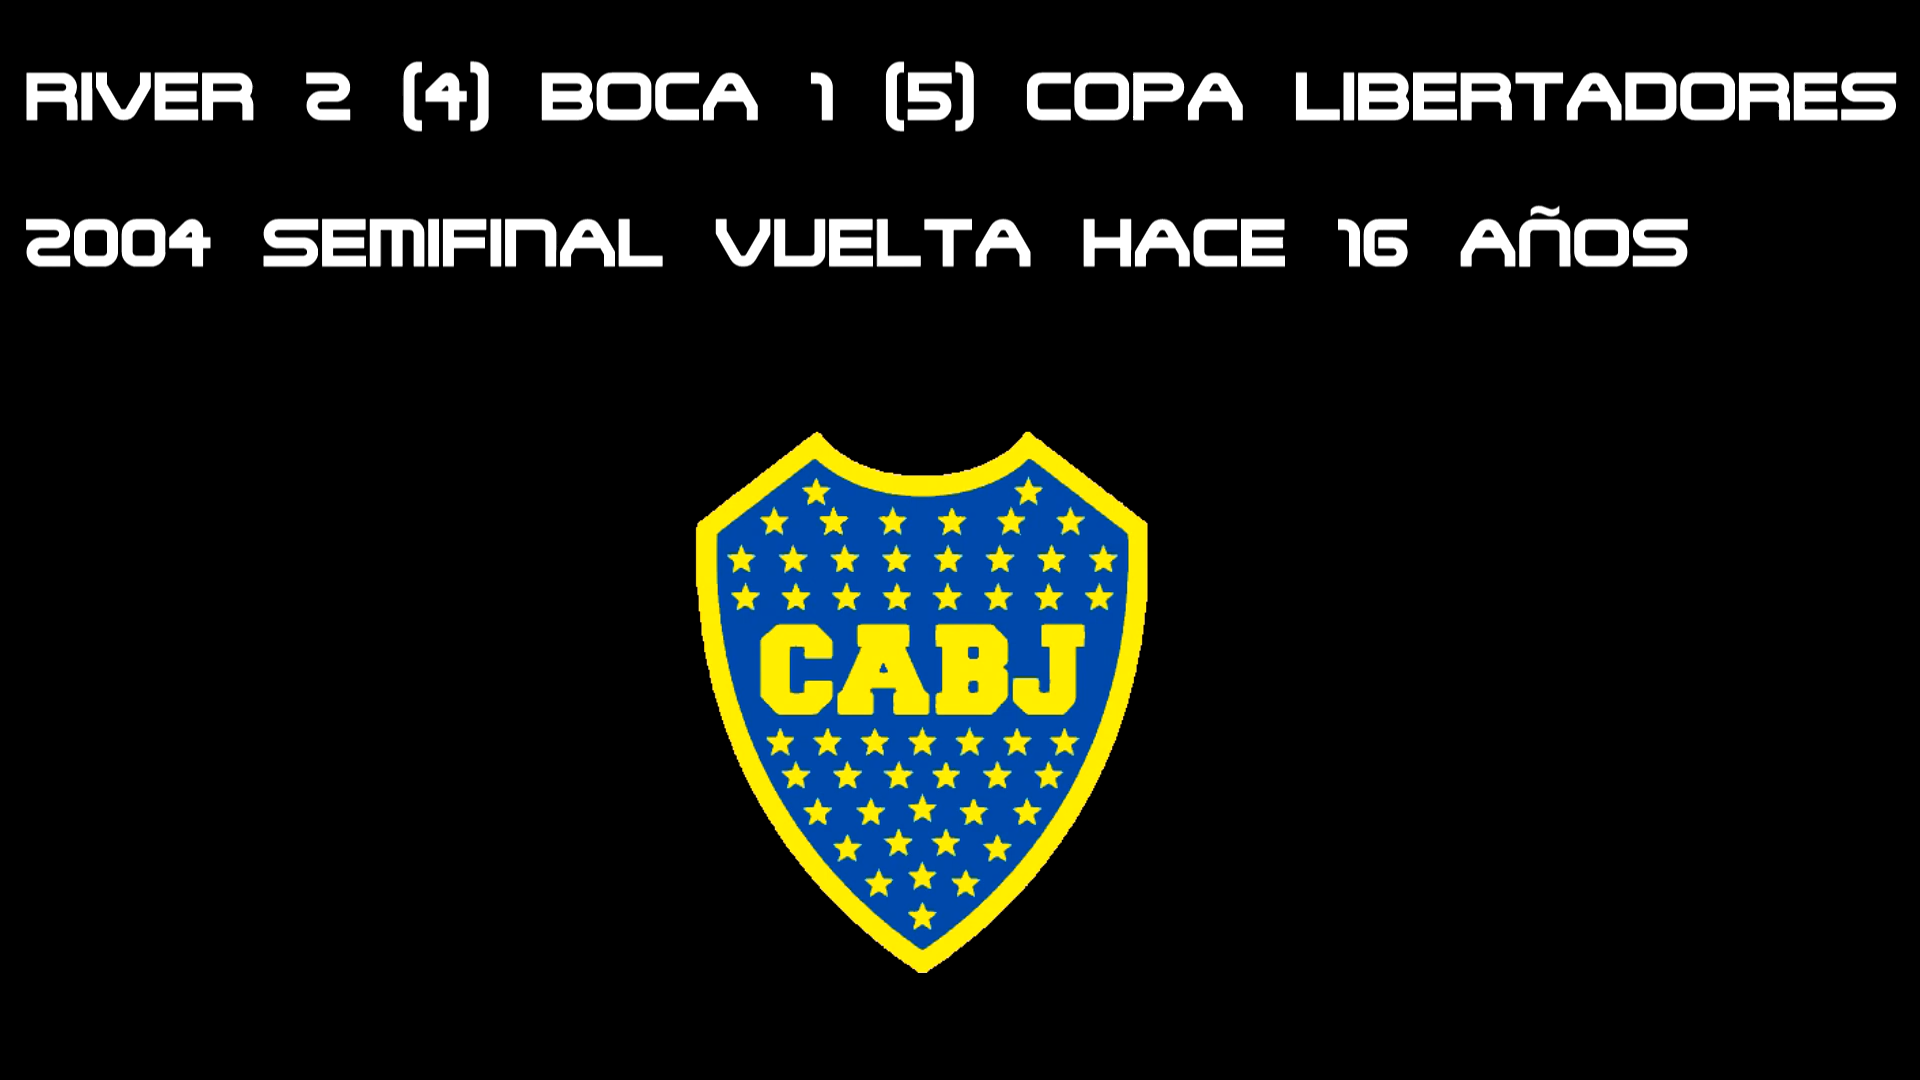 RIVER 2 (4) BOCA 1 (5) COPA LIBERTADORES
2004 SEMIFINAL VUELTA HACE 16 AÑOS
CABJ